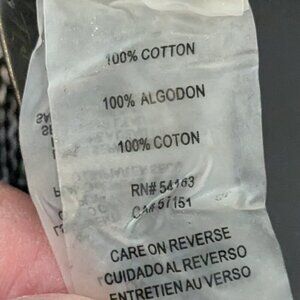 100% COTTON
100% ALGODON
100% COTON
RN# 54163
CA# 57151
CARE ON REVERSE
CUIDADO AL REVERSO
ENTRETIEN AU VERSO